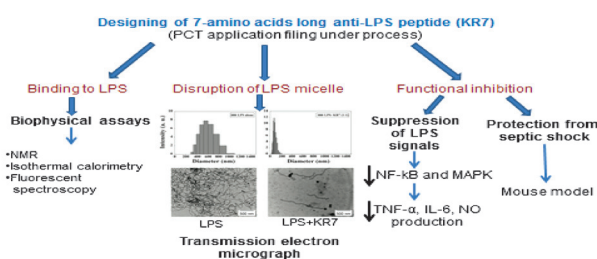 Designing of 7-amino acids long anti-LPS peptide (KR7)
(PCT application filing under process)
Binding to LPS
Disruption of LPS micelle
Functional inhibition
Biophysical assays
•NMR
•Isothermal calorimetry
•Fluorescent
spectroscopy
Intensity (a. u.)
Diameter (nm)
Diameter (nm)
LPS
LPS+KR7
Transmission electron
micrograph
Suppression
of LPS
signals
NF-kB and MAPK
TNF-α, IL-6, NO
production
Protection from
septic shock
Mouse model